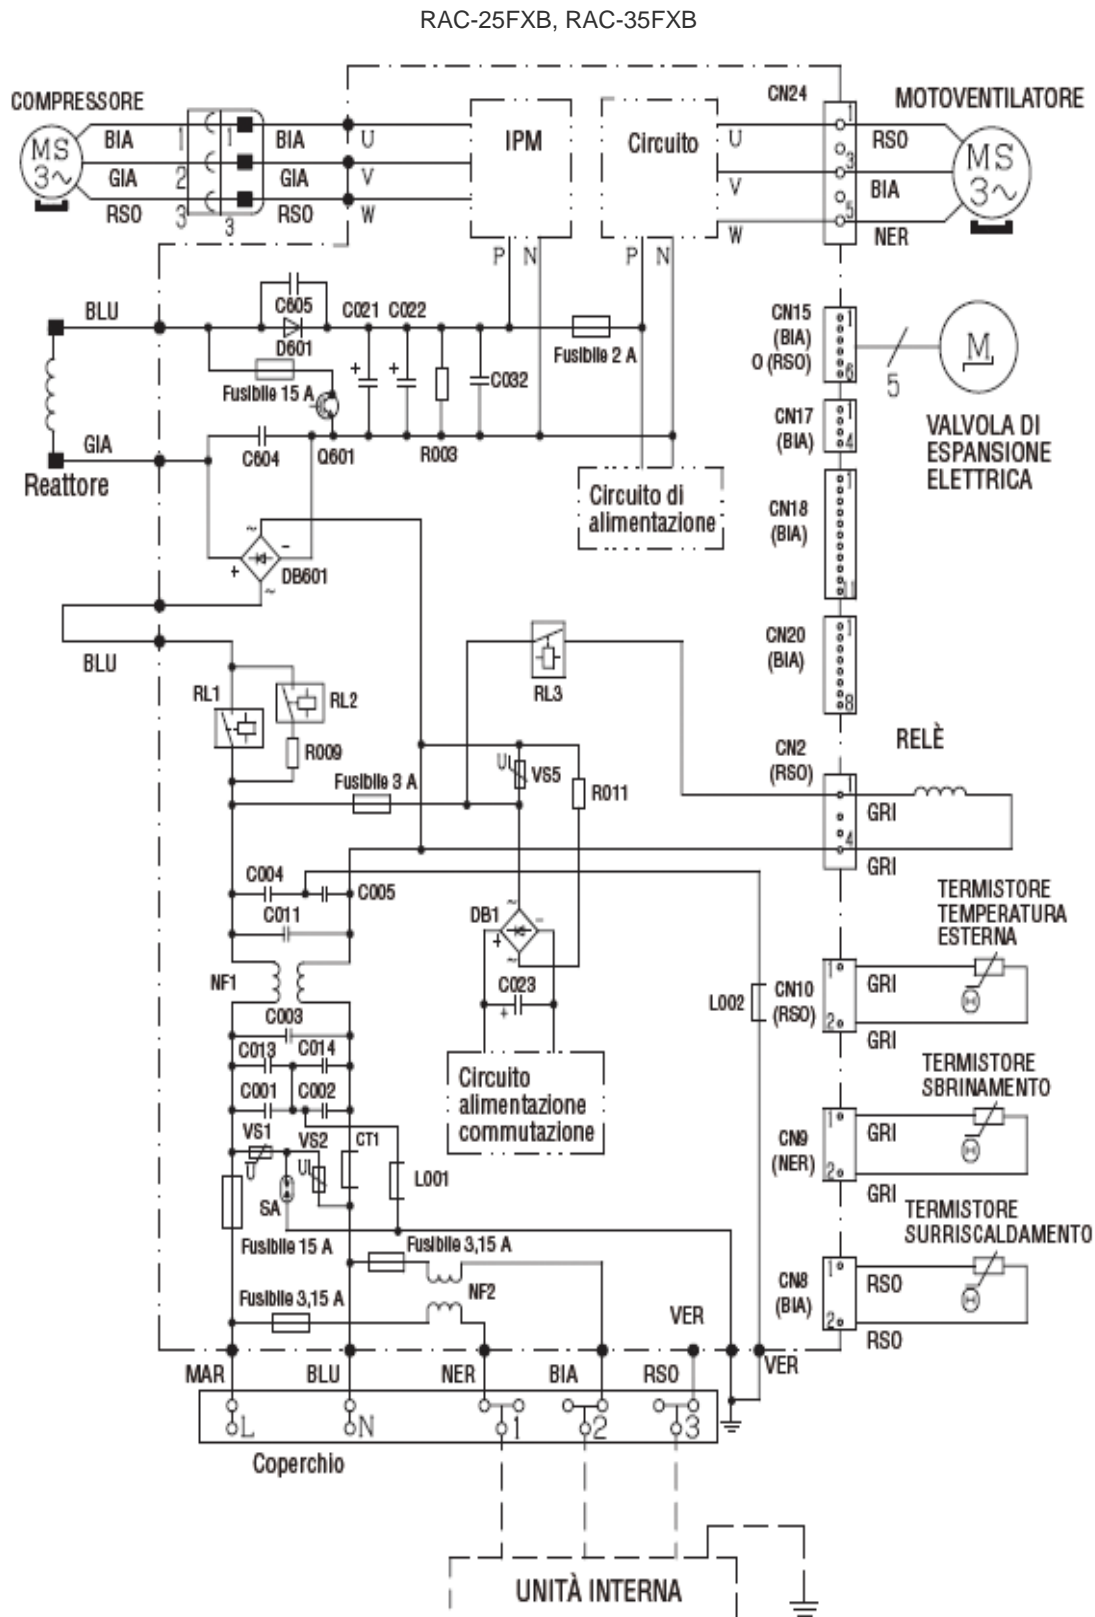 RAC-25FXB, RAC-35FXB
COMPRESSORE
MS
3~
BIA
GIA
RSO
1
2
3
1
3
BIA
GIA
RSO
U
V
W
IPM
Circuito
P
N
P
N
U
V
W
CN24
1
3
5
RSO
BIA
NER
MOTOVENTILATORE
MS
3~
BLU
C605
D601
C021
C022
+
+
Fusibile 15 A
Q601
C604
R003
C032
Fusibile 2 A
GIA
Reattore
Circuito di
alimentazione
CN15
(BIA)
O (RSO)
1
6
5
M
VALVOLA DI
ESPANSIONE
ELETTRICA
CN17
(BIA)
1
4
CN18
(BIA)
1
11
CN20
(BIA)
1
8
~
-
+
~
DB601
BLU
RL1
RL2
R009
RL3
Fusibile 3 A
U
VS5
R011
CN2
(RSO)
1
4
RELÈ
GRI
GRI
C004
C005
C011
NF1
C003
C013
C014
C001
C002
VS1
U
VS2
U
CT1
SA
L001
DB1
~
-
+
~
C023
+
Circuito
alimentazione
commutazione
L002
CN10
(RSO)
1
2
GRI
GRI
TERMISTORE
TEMPERATURA
ESTERNA
Θ
CN9
(NER)
1
2
GRI
GRI
TERMISTORE
SBRINAMENTO
Θ
CN8
(BIA)
1
2
RSO
RSO
TERMISTORE
SURRISCALDAMENTO
Θ
Fusibile 15 A
Fusibile 3,15 A
Fusibile 3,15 A
NF2
VER
VER
MAR
BLU
NER
BIA
RSO
L
N
1
2
3
Coperchio
UNITÀ INTERNA